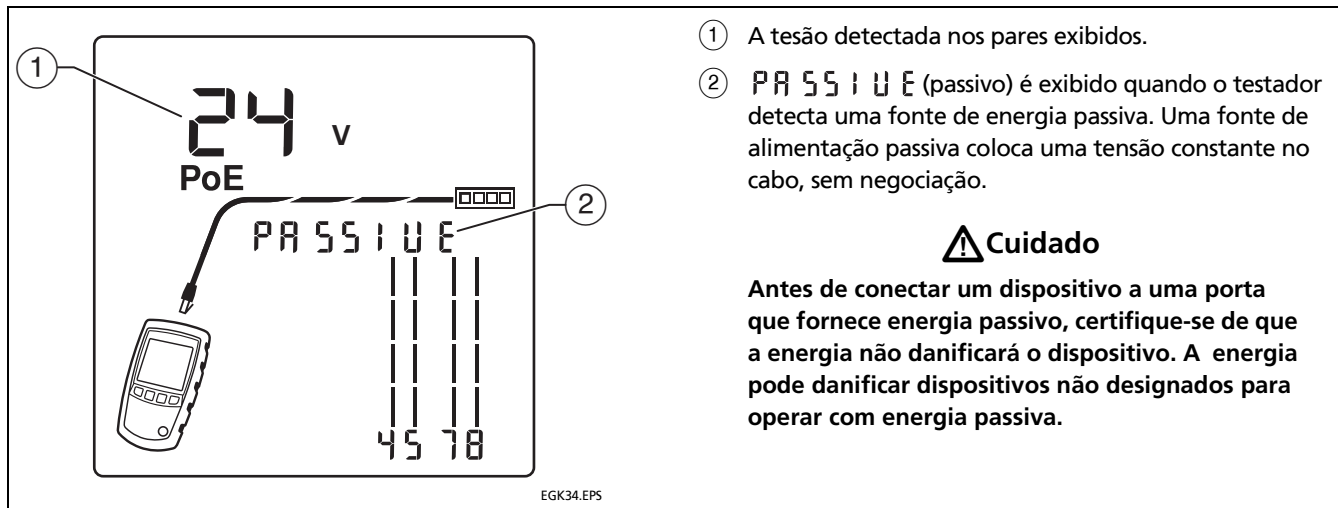 1
24 V
PoE
PASSIVE
2
45 78
EGK34.EPS
1 A tesão detectada nos pares exibidos.
2 PASSIVE (passivo) é exibido quando o testador
detecta uma fonte de energia passiva. Uma fonte de
alimentação passiva coloca uma tensão constante no
cabo, sem negociação.
Cuidado
Antes de conectar um dispositivo a uma porta
que fornece energia passivo, certifique-se de que
a energia não danificará o dispositivo. A energia
pode danificar dispositivos não designados para
operar com energia passiva.